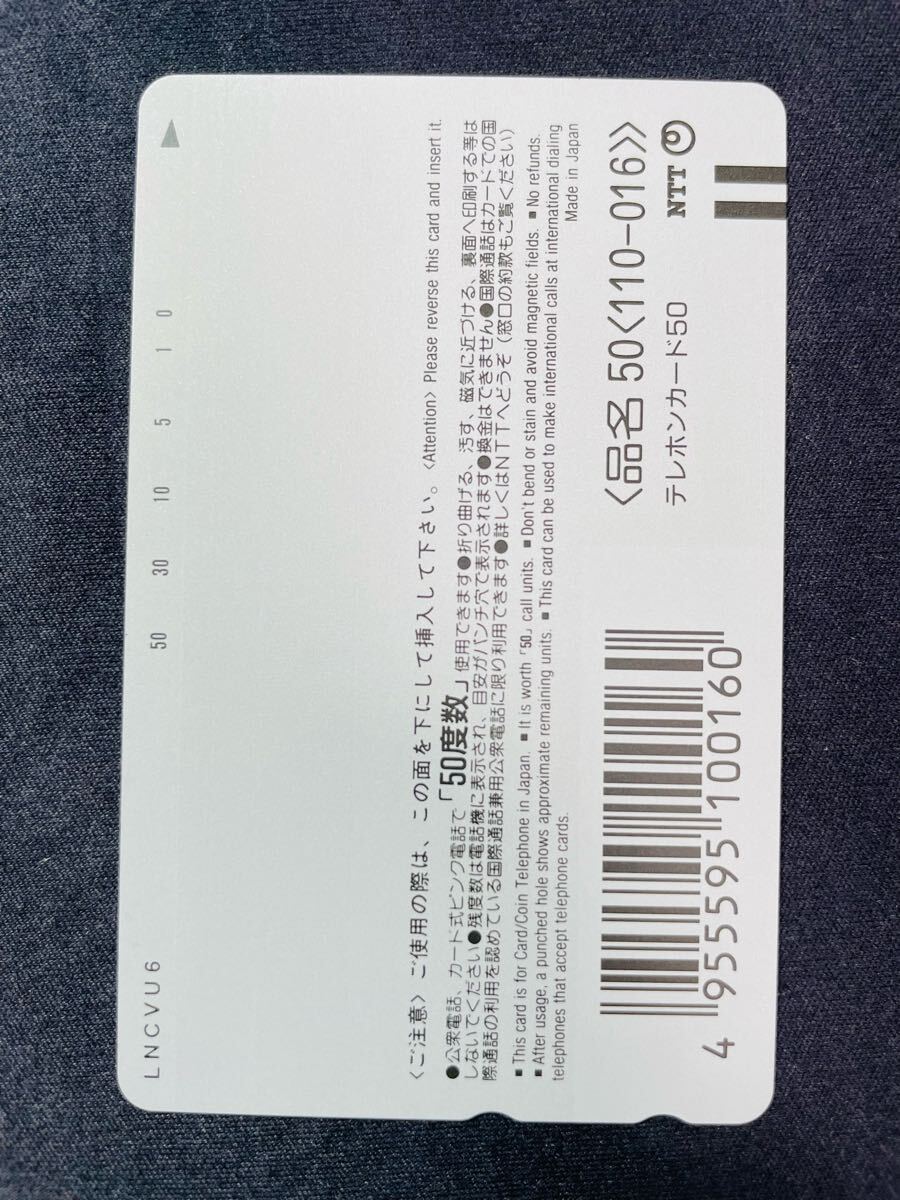 LNCVU6
50 30 10 5 1 0
〈ご注意〉ご使用の際は、この面を下にして挿入して下さい。〈Attention〉Please reverse this card and insert it.
●公衆電話、カード式ピンク電話で「50度数」使用できます●折り曲げる、汚す、磁気に近づける、裏面へ印刷する等は
しないでください●残度数は電話機に表示され、目安がパンチ穴で表示されます●換金はできません●国際通話はカードでの国
際通話の利用を認めている国際通話兼用公衆電話に限り利用できます●詳しくはNTTへどうぞ（窓口の約款もご覧ください）
■This card is for Card/Coin Telephone in Japan. ■It is worth「50」call units. ■Don't bend or stain and avoid magnetic fields. ■No refunds.
■After usage, a punched hole shows approximate remaining units. ■This card can be used to make international calls at international dialing
telephones that accept telephone cards. Made in Japan
〈品名 50〈110-016〉〉
テレホンカード50
NTT
4 955595 100160